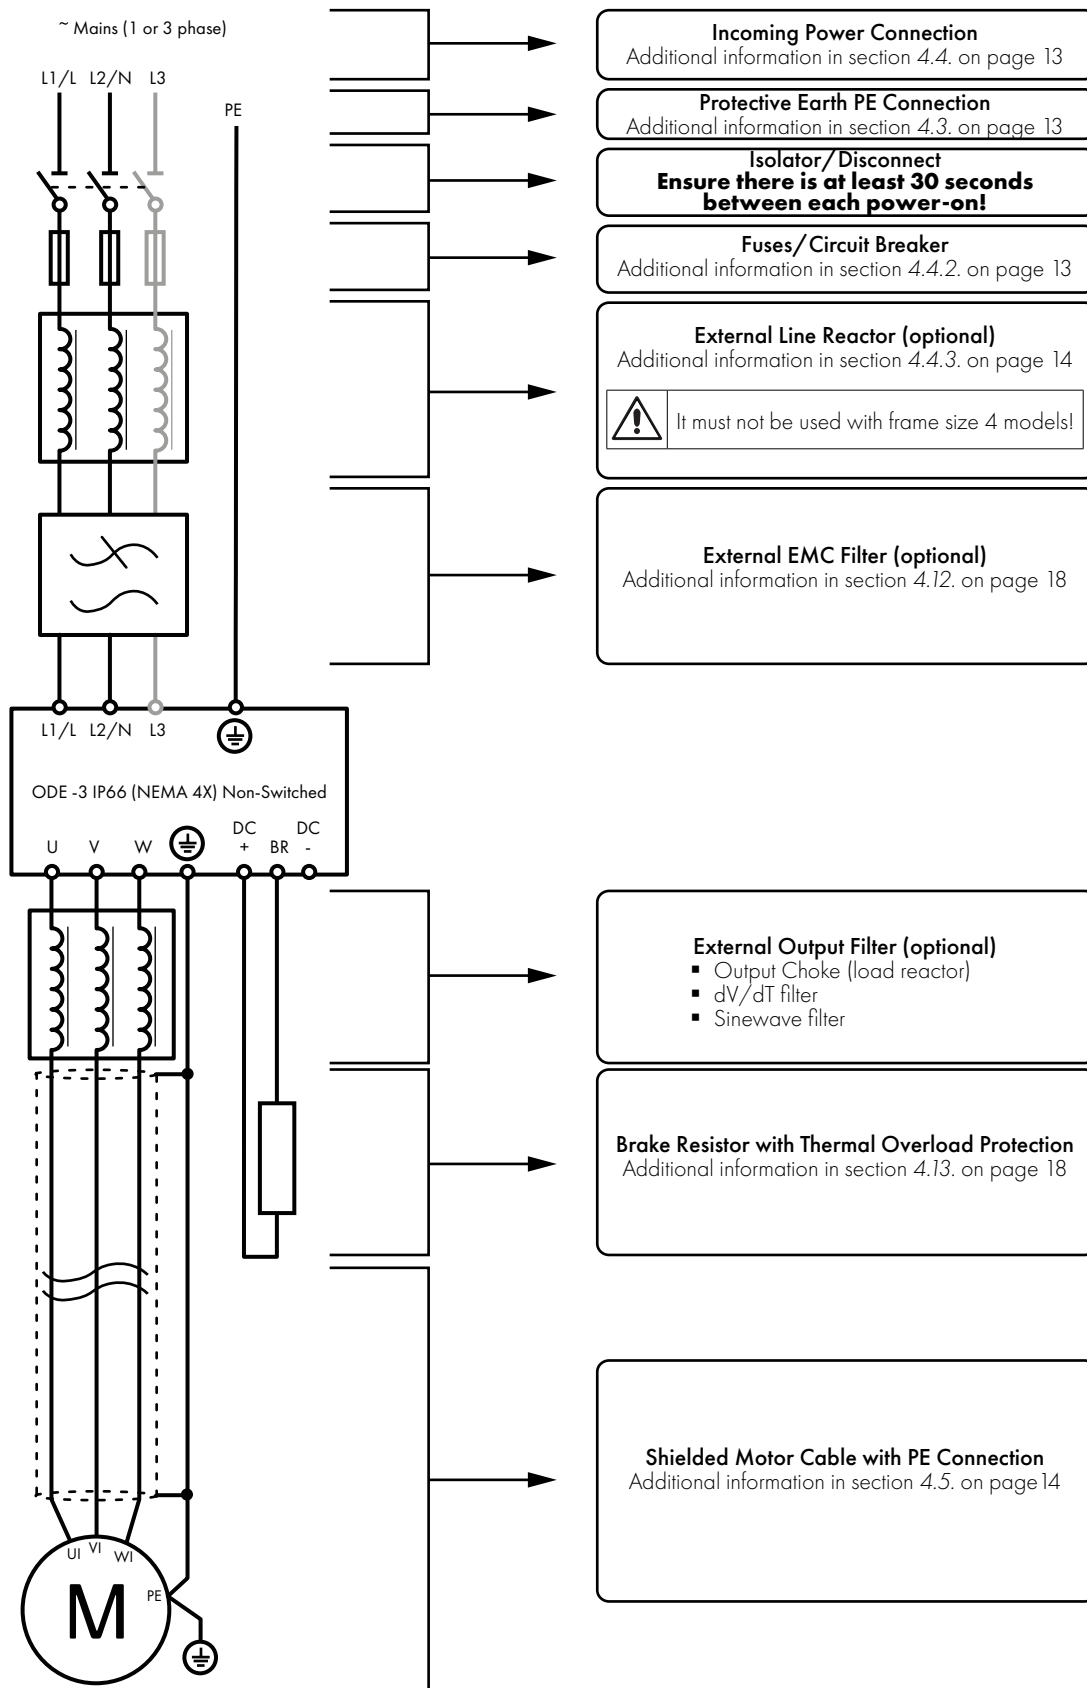 ~ Mains (1 or 3 phase)
L1/L L2/N L3
PE
Incoming Power Connection
Additional information in section 4.4. on page 13
Protective Earth PE Connection
Additional information in section 4.3. on page 13
Isolator/Disconnect
Ensure there is at least 30 seconds
between each power-on!
Fuses/Circuit Breaker
Additional information in section 4.4.2. on page 13
External Line Reactor (optional)
Additional information in section 4.4.3. on page 14
It must not be used with frame size 4 models!
External EMC Filter (optional)
Additional information in section 4.12. on page 18
L1/L L2/N L3
ODE -3 IP66 (NEMA 4X) Non-Switched
U V W DC + BR DC -
External Output Filter (optional)
▪ Output Choke (load reactor)
▪ dV/dT filter
▪ Sinewave filter
Brake Resistor with Thermal Overload Protection
Additional information in section 4.13. on page 18
Shielded Motor Cable with PE Connection
Additional information in section 4.5. on page14
UI VI WI
M
PE